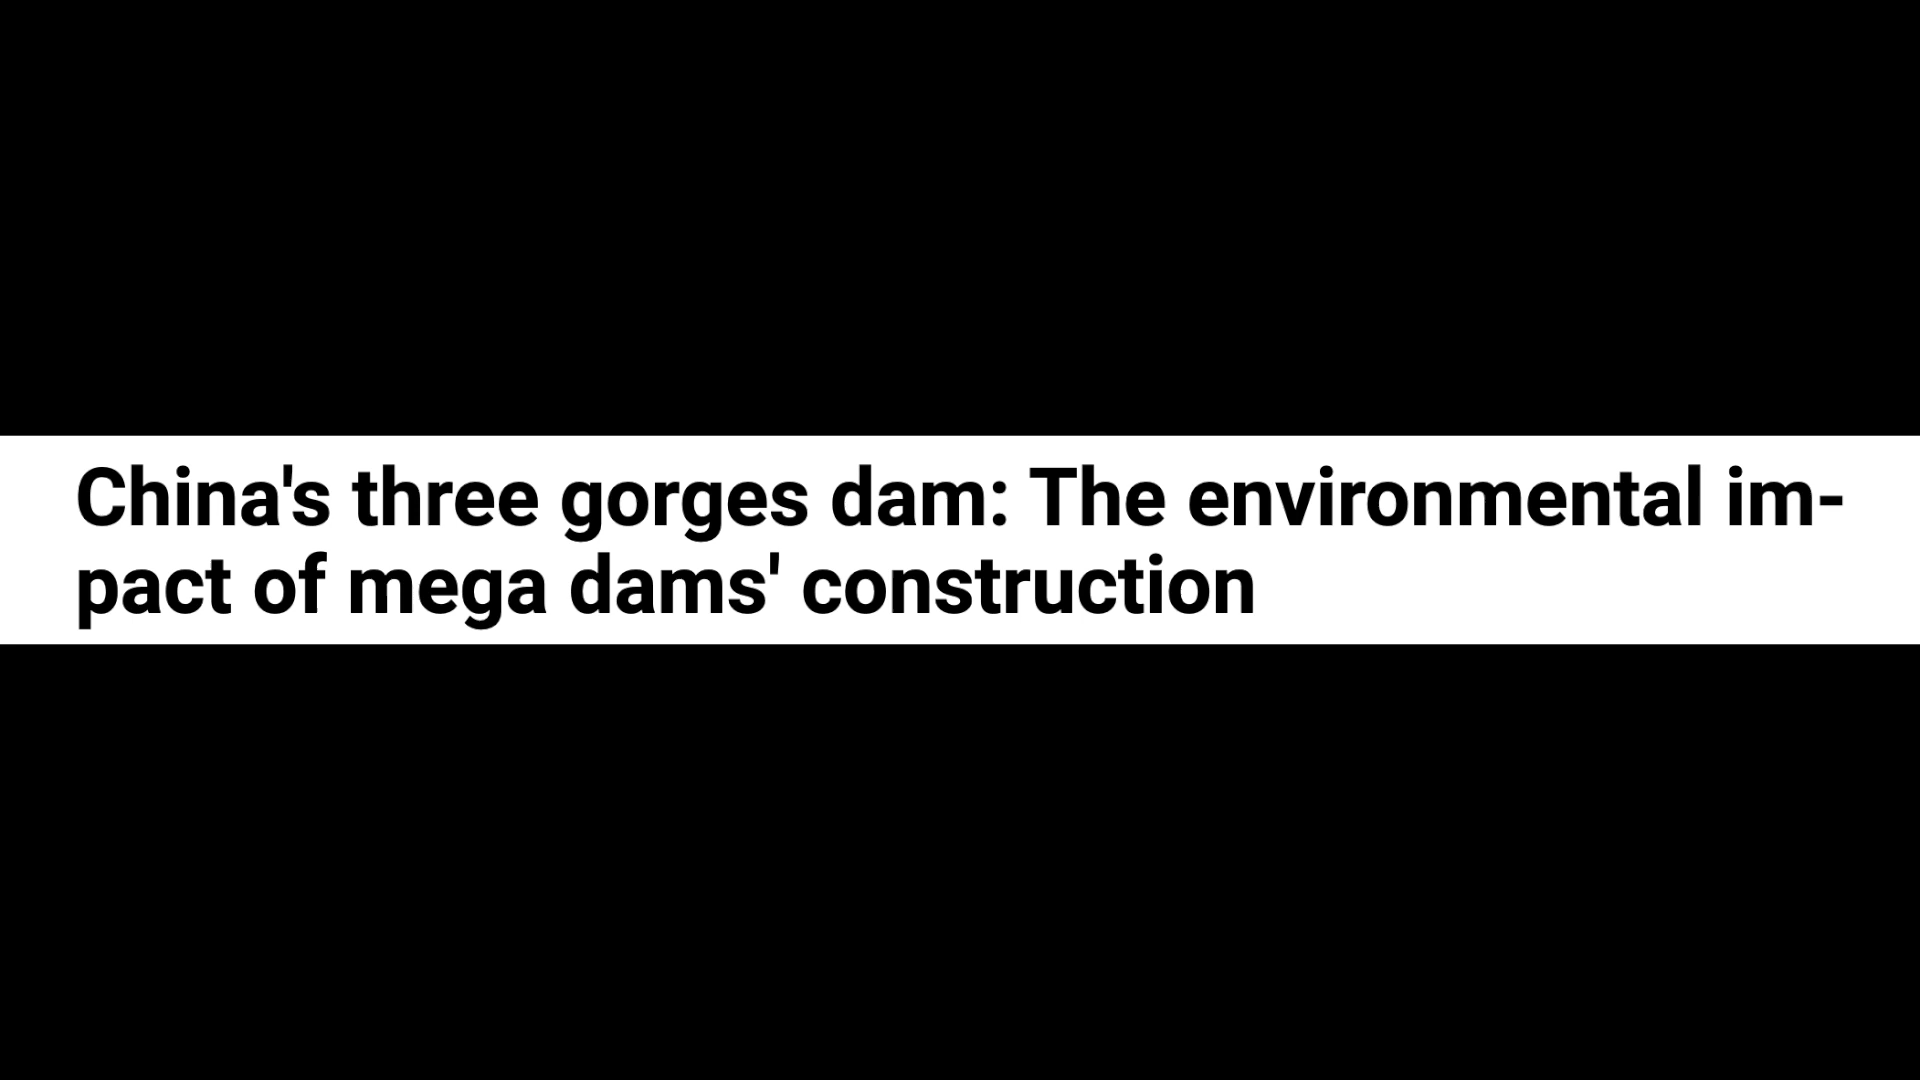 China's three gorges dam: The environmental im-
pact of mega dams' construction